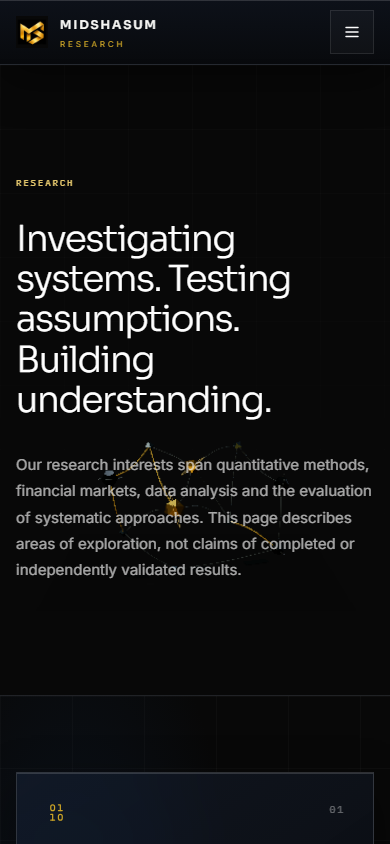 MIDSHASUM
RESEARCH
RESEARCH
Investigating
systems. Testing
assumptions.
Building
understanding.
Our research interests span quantitative methods,
financial markets, data analysis and the evaluation
of systematic approaches. This page describes
areas of exploration, not claims of completed or
independently validated results.
01
10
01